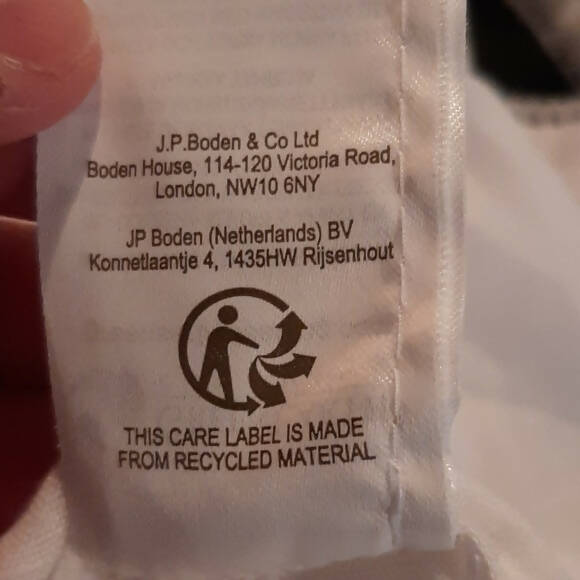 J.P.Boden & Co Ltd
Boden House, 114-120 Victoria Road,
London, NW10 6NY
JP Boden (Netherlands) BV
Konnetlaantje 4, 1435HW Rijsenhout
THIS CARE LABEL IS MADE
FROM RECYCLED MATERIAL